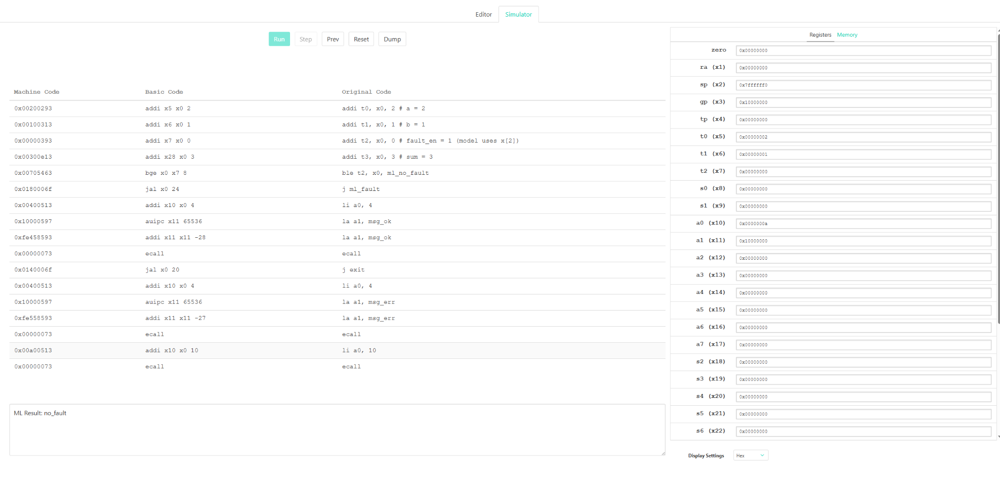 Editor Simulator
Run Step Prev Reset Dump
Machine Code Basic Code Original Code
0x00200293 addi x5 x0 2 addi t0, x0, 2 # a = 2
0x00100313 addi x6 x0 1 addi t1, x0, 1 # b = 1
0x00000393 addi x7 x0 0 addi t2, x0, 0 # fault_en = 1 (model uses x[2])
0x00300e13 addi x28 x0 3 addi t3, x0, 3 # sum = 3
0x00705463 bge x0 x7 8 ble t2, x0, ml_no_fault
0x0180006f jal x0 24 j ml_fault
0x00400513 addi x10 x0 4 li a0, 4
0x10000597 auipc x11 65536 la a1, msg_ok
0xfe458593 addi x11 x11 -28 la a1, msg_ok
0x00000073 ecall ecall
0x0140006f jal x0 20 j exit
0x00400513 addi x10 x0 4 li a0, 4
0x10000597 auipc x11 65536 la a1, msg_err
0xfe558593 addi x11 x11 -27 la a1, msg_err
0x00000073 ecall ecall
0x00a00513 addi x10 x0 10 li a0, 10
0x00000073 ecall ecall
ML Result: no_fault
Registers Memory
zero 0x00000000
ra (x1) 0x00000000
sp (x2) 0x7ffffff0
gp (x3) 0x10000000
tp (x4) 0x00000000
t0 (x5) 0x00000002
t1 (x6) 0x00000001
t2 (x7) 0x00000000
s0 (x8) 0x00000000
s1 (x9) 0x00000000
a0 (x10) 0x0000000a
a1 (x11) 0x10000000
a2 (x12) 0x00000000
a3 (x13) 0x00000000
a4 (x14) 0x00000000
a5 (x15) 0x00000000
a6 (x16) 0x00000000
a7 (x17) 0x00000000
s2 (x18) 0x00000000
s3 (x19) 0x00000000
s4 (x20) 0x00000000
s5 (x21) 0x00000000
s6 (x22) 0x00000000
Display Settings Hex